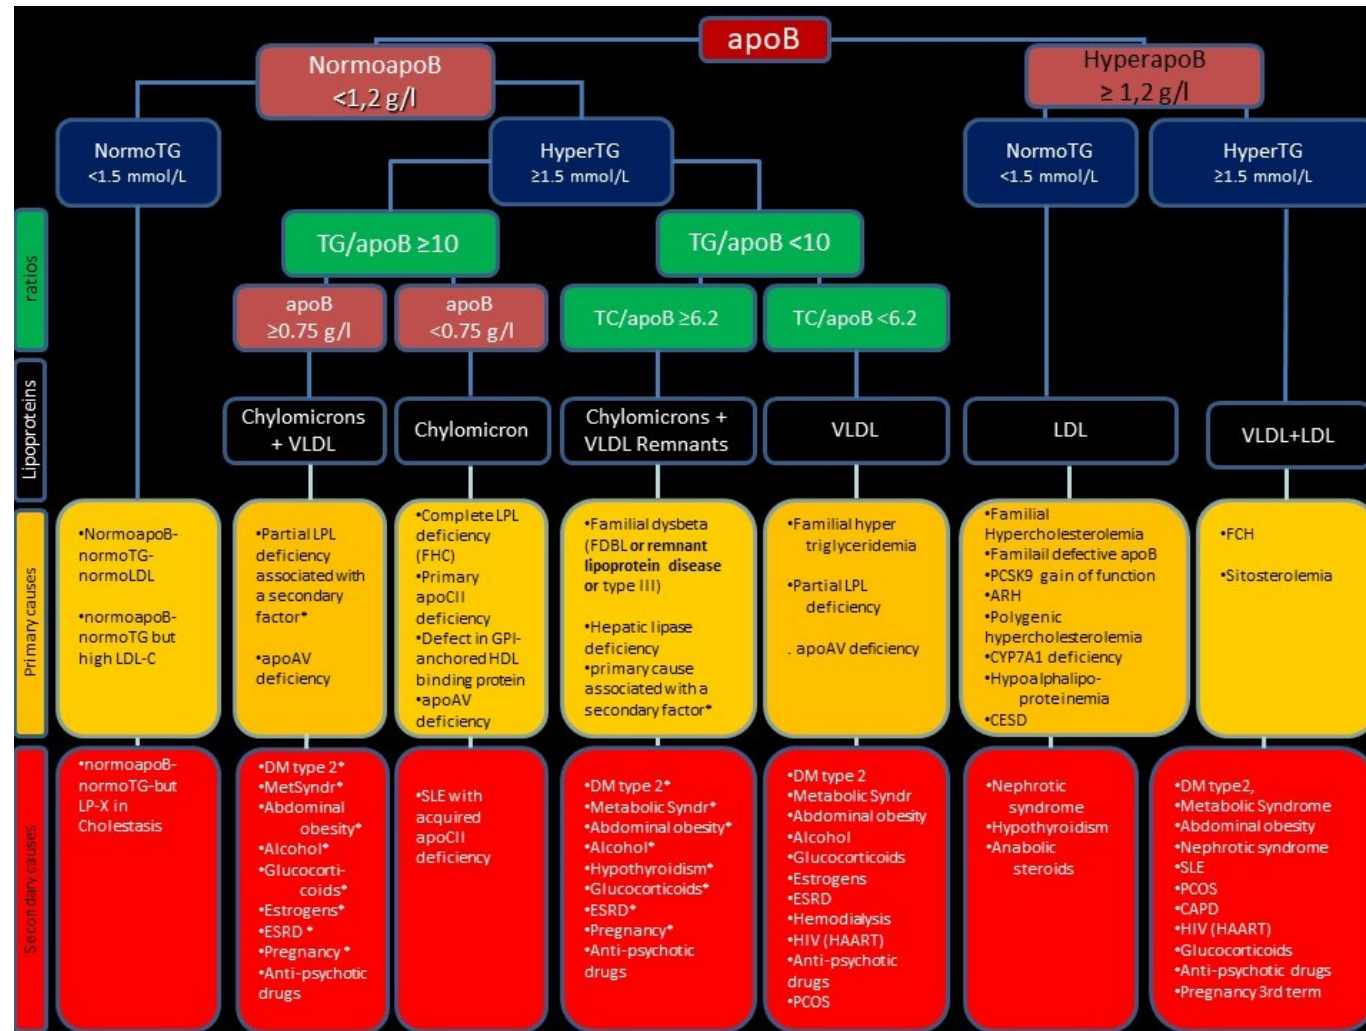 apoB
NormoapoB
<1,2 g/l
HyperapoB
≥ 1,2 g/l
NormoTG
<1.5 mmol/L
HyperTG
≥1.5 mmol/L
NormoTG
<1.5 mmol/L
HyperTG
≥1.5 mmol/L
ratios
TG/apoB ≥10
TG/apoB <10
apoB
≥0.75 g/l
apoB
<0.75 g/l
TC/apoB ≥6.2
TC/apoB <6.2
Lipoproteins
Chylomicrons
+ VLDL
Chylomicron
Chylomicrons +
VLDL Remnants
VLDL
LDL
VLDL+LDL
Primary causes
•NormoapoB-
normoTG-
normoLDL
•normoapoB-
normoTG but
high LDL-C
•Partial LPL
deficiency
associated with
a secondary
factor*
•apoAV
deficiency
•Complete LPL
deficiency
(FHC)
•Primary
apoCII
deficiency
•Defect in GPI-
anchored HDL
binding protein
•apoAV
deficiency
•Familial dysbeta
(FDBL or remnant
lipoprotein disease
or type III)
•Hepatic lipase
deficiency
•primary cause
associated with a
secondary factor*
•Familial hyper
triglyceridemia
•Partial LPL
deficiency
. apoAV deficiency
•Familial
Hypercholesterolemia
•Familail defective apoB
•PCSK9 gain of function
•ARH
•Polygenic
hypercholesterolemia
•CYP7A1 deficiency
•Hypoalphalipo-
proteinemia
•CESD
•FCH
•Sitosterolemia
Secondary causes
•normoapoB-
normoTG-but
LP-X in
Cholestasis
•DM type 2*
•MetSyndr*
•Abdominal
obesity*
•Alcohol*
•Glucocorti-
coids*
•Estrogens*
•ESRD *
•Pregnancy *
•Anti-psychotic
drugs
•SLE with
acquired
apoCII
deficiency
•DM type 2*
•Metabolic Syndr*
•Abdominal obesity*
•Alcohol*
•Hypothyroidism*
•Glucocorticoids*
•ESRD*
•Pregnancy*
•Anti-psychotic
drugs
•DM type 2
•Metabolic Syndr
•Abdominal obesity
•Alcohol
•Glucocorticoids
•Estrogens
•ESRD
•Hemodialysis
•HIV (HAART)
•Anti-psychotic
drugs
•PCOS
•Nephrotic
syndrome
•Hypothyroidism
•Anabolic
steroids
•DM type2,
•Metabolic Syndrome
•Abdominal obesity
•Nephrotic syndrome
•SLE
•PCOS
•CAPD
•HIV (HAART)
•Glucocorticoids
•Anti-psychotic drugs
•Pregnancy 3rd term